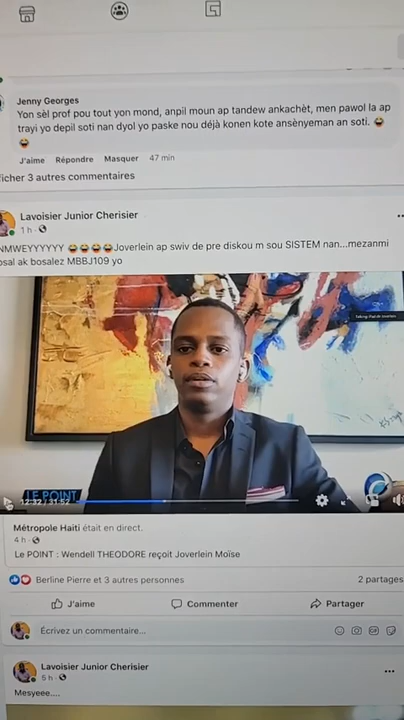 Jenny Georges
Yon sèl prof pou tout yon mond, anpil moun ap tandew ankachèt, men pawol la ap
trayi yo depil soti nan dyol yo paske nou déjà konen kote ansènyeman an soti. 😂
😂
J'aime Répondre Masquer 47 min
ficher 3 autres commentaires
Lavoisier Junior Cherisier
1 h
NMWEYYYYYY 😂😂😂😂Joverlein ap swiv de pre diskou m sou SISTEM nan...mezanmi
osal ak bosalez MBBJ109 yo
LE POINT
12:32 / 31:52
Métropole Haiti était en direct.
4 h
Le POINT : Wendell THEODORE reçoit Joverlein Moïse
Berline Pierre et 3 autres personnes 2 partages
J'aime Commenter Partager
Écrivez un commentaire...
Lavoisier Junior Cherisier
5 h
Mesyeee....